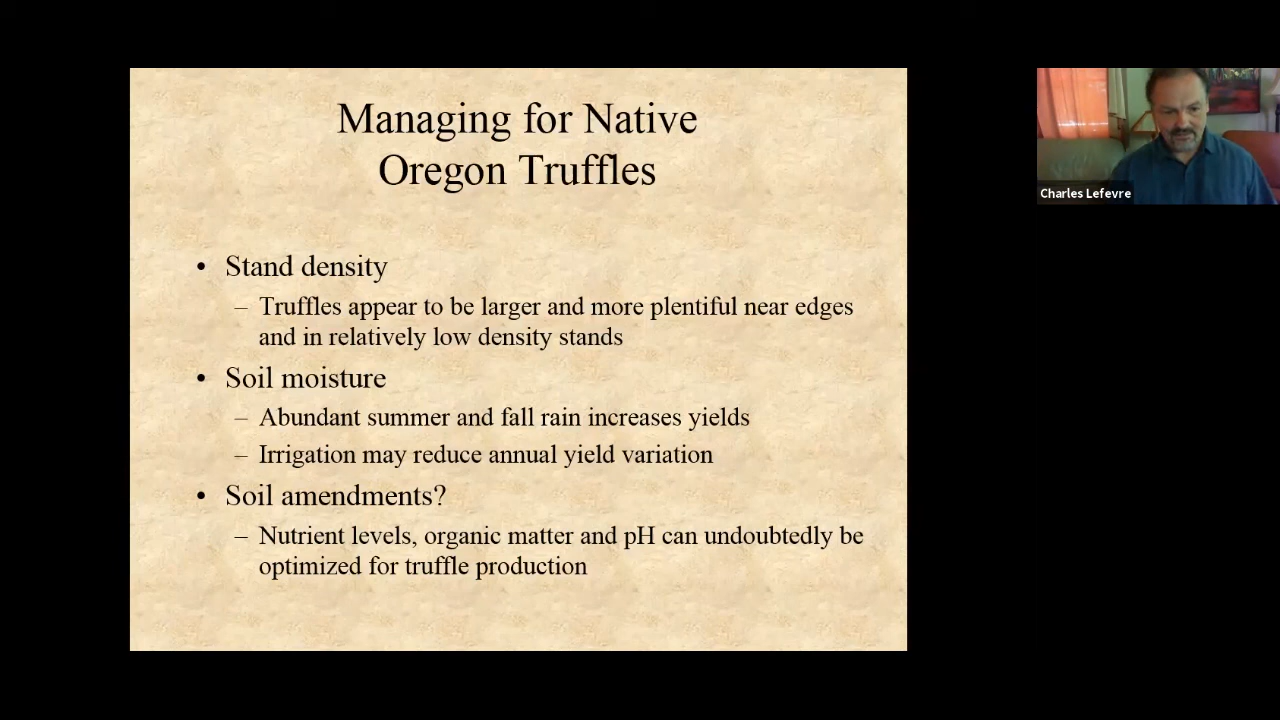 Managing for Native
Oregon Truffles
• Stand density
– Truffles appear to be larger and more plentiful near edges
and in relatively low density stands
• Soil moisture
– Abundant summer and fall rain increases yields
– Irrigation may reduce annual yield variation
• Soil amendments?
– Nutrient levels, organic matter and pH can undoubtedly be
optimized for truffle production
Charles Lefevre